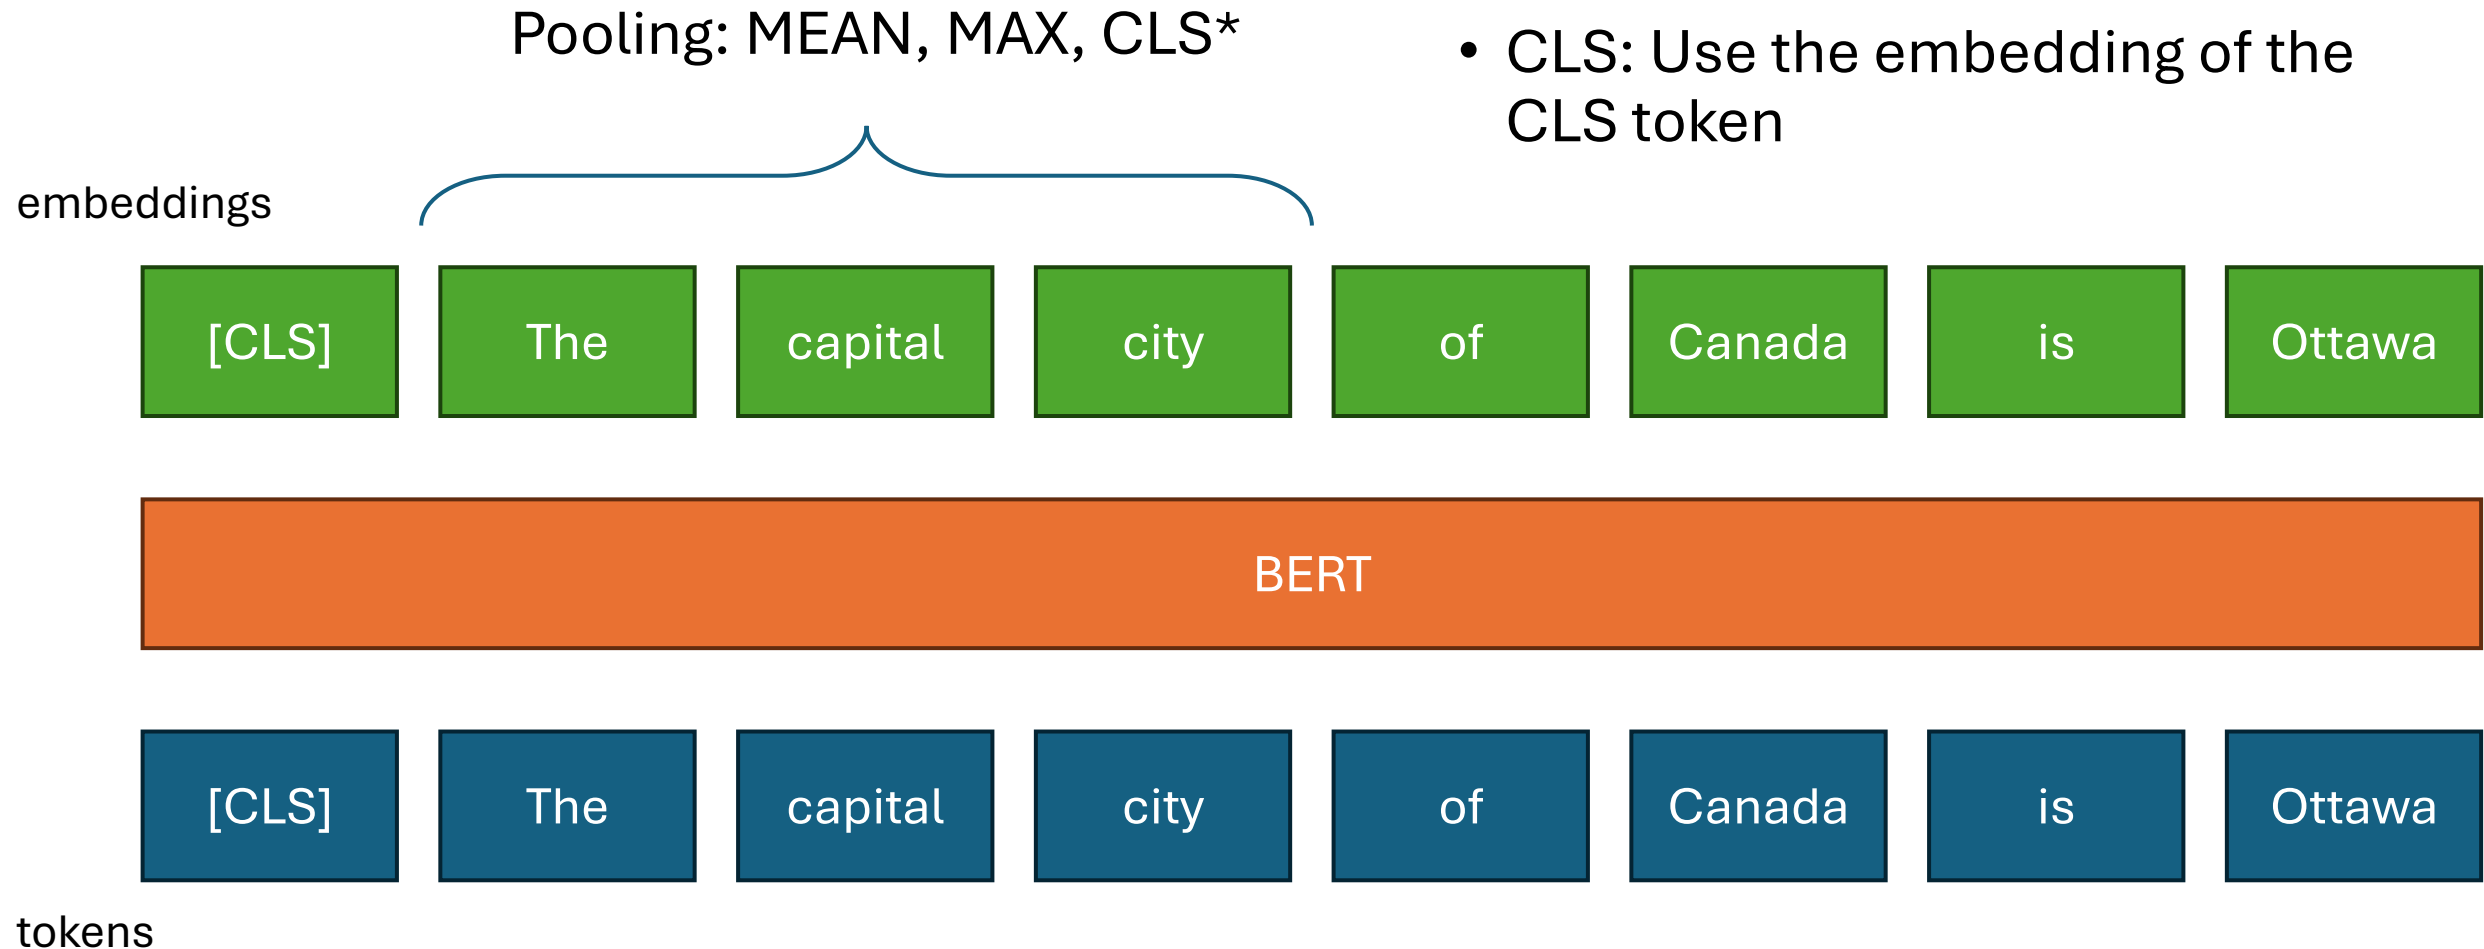 Pooling: MEAN, MAX, CLS*
• CLS: Use the embedding of the
CLS token
embeddings
[CLS] The capital city of Canada is Ottawa
BERT
[CLS] The capital city of Canada is Ottawa
tokens